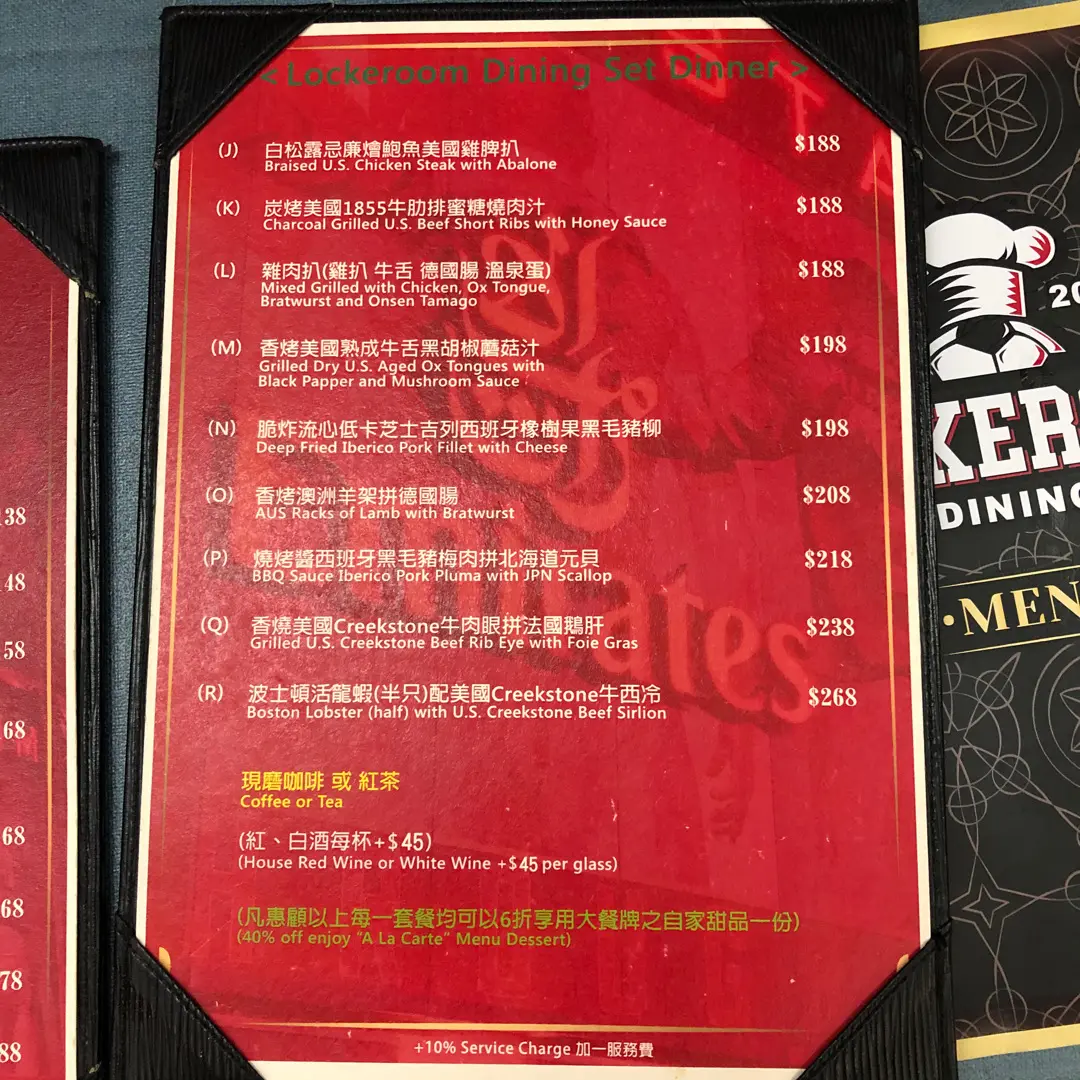 < Lockeroom Dining Set Dinner >
(J) 白松露忌廉燴鮑魚美國雞脾扒 $188
Braised U.S. Chicken Steak with Abalone
(K) 炭烤美國1855牛肋排蜜糖燒肉汁 $188
Charcoal Grilled U.S. Beef Short Ribs with Honey Sauce
(L) 雜肉扒(雞扒 牛舌 德國腸 溫泉蛋) $188
Mixed Grilled with Chicken, Ox Tongue,
Bratwurst and Onsen Tamago
(M) 香烤美國熟成牛舌黑胡椒蘑菇汁 $198
Grilled Dry U.S. Aged Ox Tongues with
Black Papper and Mushroom Sauce
(N) 脆炸流心低卡芝士吉列西班牙橡樹果黑毛豬柳 $198
Deep Fried Iberico Pork Fillet with Cheese
(O) 香烤澳洲羊架拼德國腸 $208
AUS Racks of Lamb with Bratwurst
(P) 燒烤醬西班牙黑毛豬梅肉拼北海道元貝 $218
BBQ Sauce Iberico Pork Pluma with JPN Scallop
(Q) 香燒美國Creekstone牛肉眼拼法國鵝肝 $238
Grilled U.S. Creekstone Beef Rib Eye with Foie Gras
(R) 波士頓活龍蝦(半只)配美國Creekstone牛西冷 $268
Boston Lobster (half) with U.S. Creekstone Beef Sirlion
現磨咖啡 或 紅茶
Coffee or Tea
(紅、白酒每杯+$45)
(House Red Wine or White Wine +$45 per glass)
(凡惠顧以上每一套餐均可以6折享用大餐牌之自家甜品一份)
(40% off enjoy "A La Carte" Menu Dessert)
+10% Service Charge 加一服務費
138
48
58
68
68
68
78
88
20
KER
DINING
•MEN